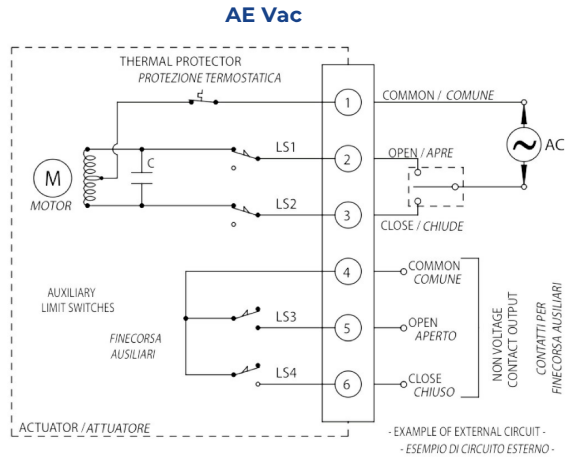 AE Vac
THERMAL PROTECTOR
PROTEZIONE TERMOSTATICA
1
COMMON / COMUNE
AC
LS1
2
OPEN / APRE
C
M
MOTOR
LS2
3
CLOSE / CHIUDE
4
COMMON
COMUNE
AUXILIARY
LIMIT SWITCHES
FINECORSA
AUSILIARI
LS3
5
OPEN
APERTO
LS4
6
CLOSE
CHIUSO
NON VOLTAGE
CONTACT OUTPUT
CONTATTI PER
FINECORSA AUSILIARI
ACTUATOR / ATTUATORE
- EXAMPLE OF EXTERNAL CIRCUIT -
- ESEMPIO DI CIRCUITO ESTERNO -